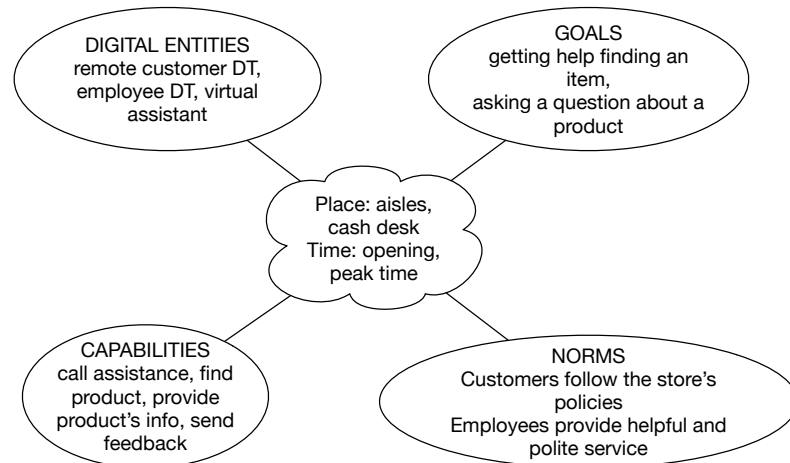 DIGITAL ENTITIES
remote customer DT,
employee DT, virtual
assistant
GOALS
getting help finding an
item,
asking a question about a
product
Place: aisles,
cash desk
Time: opening,
peak time
CAPABILITIES
call assistance, find
product, provide
product's info, send
feedback
NORMS
Customers follow the store's
policies
Employees provide helpful and
polite service